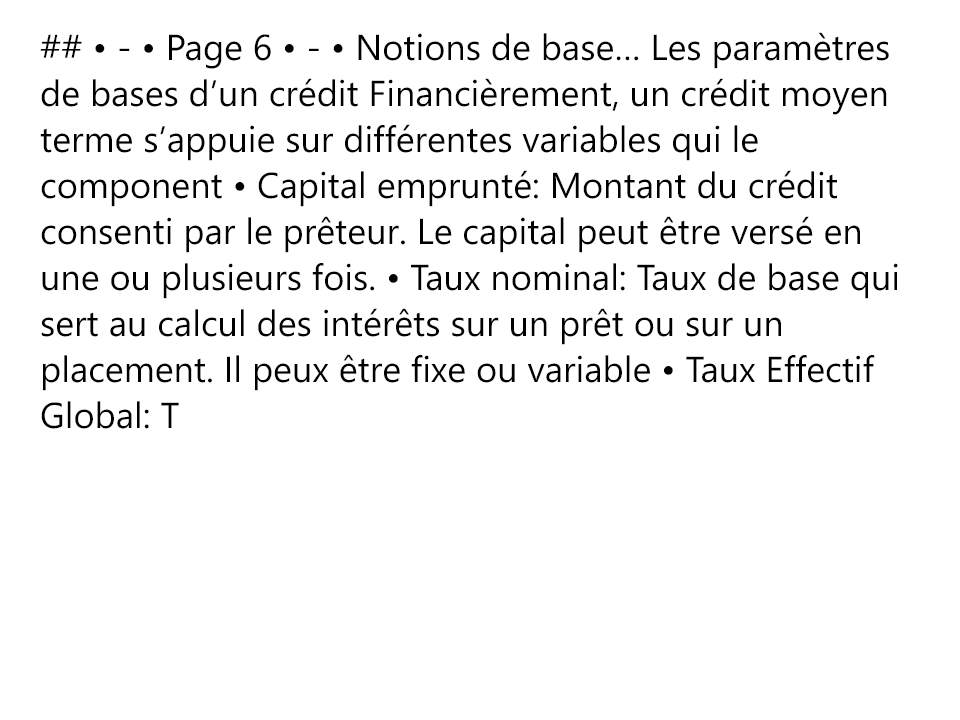 ## • - • Page 6 • - • Notions de base... Les paramètres
de bases d’un crédit Financièrement, un crédit moyen
terme s’appuie sur différentes variables qui le
component • Capital emprunté: Montant du crédit
consenti par le prêteur. Le capital peut être versé en
une ou plusieurs fois. • Taux nominal: Taux de base qui
sert au calcul des intérêts sur un prêt ou sur un
placement. Il peux être fixe ou variable • Taux Effectif
Global: T